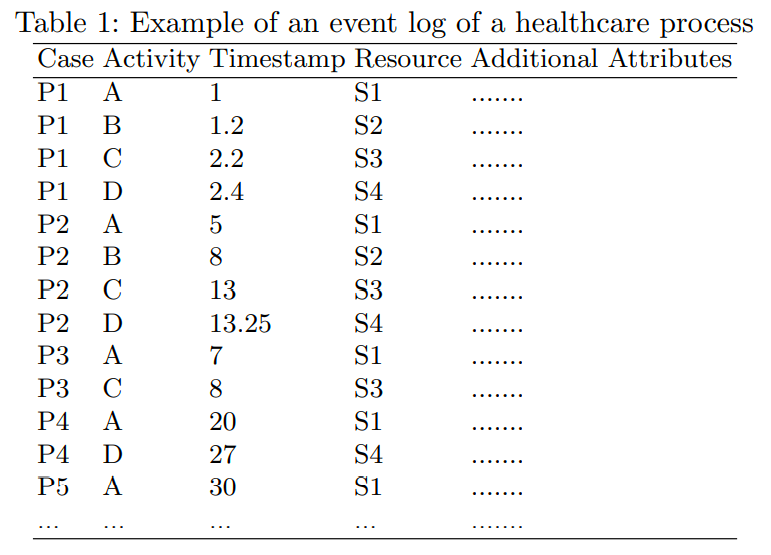 Table 1: Example of an event log of a healthcare process
Case Activity Timestamp Resource Additional Attributes
P1 A 1 S1 .......
P1 B 1.2 S2 .......
P1 C 2.2 S3 .......
P1 D 2.4 S4 .......
P2 A 5 S1 .......
P2 B 8 S2 .......
P2 C 13 S3 .......
P2 D 13.25 S4 .......
P3 A 7 S1 .......
P3 C 8 S3 .......
P4 A 20 S1 .......
P4 D 27 S4 .......
P5 A 30 S1 .......
... ... ... ... .......